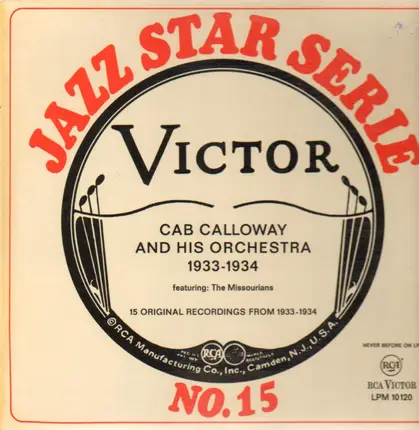 JAZZ STAR SERIE
VICTOR
CAB CALLOWAY
AND HIS ORCHESTRA
1933-1934
featuring: The Missourians
15 ORIGINAL RECORDINGS FROM 1933-1934
RCA
©RCA Manufacturing Co., Inc., Camden, N.J., U.S.A.
NEVER BEFORE ON LP
RCA
RCA VICTOR
LPM 10120
NO.15